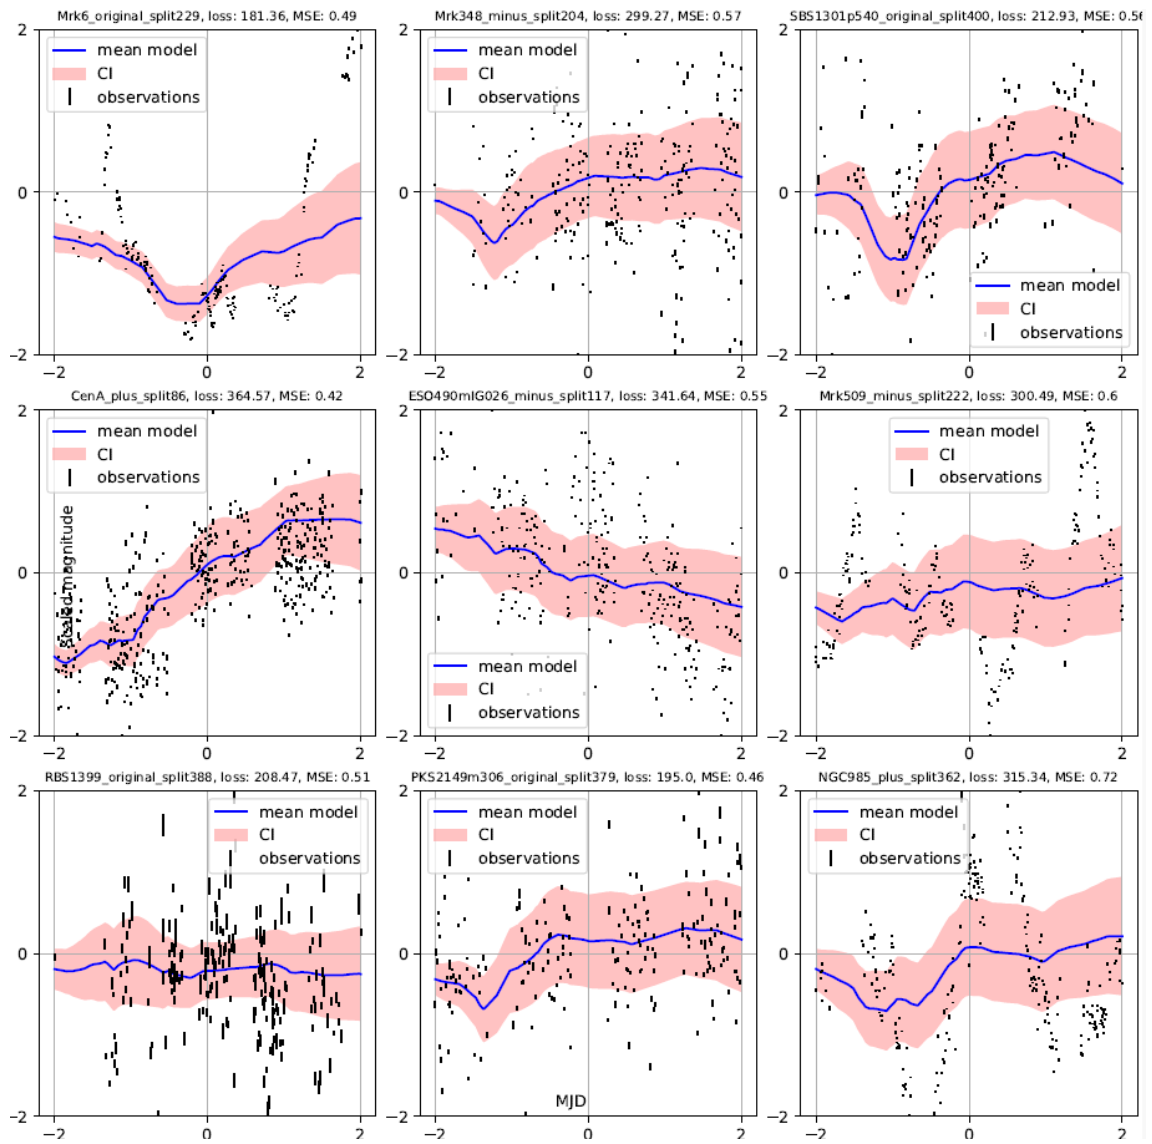 Mrk6_original_split229, loss: 181.36, MSE: 0.49
Mrk348_minus_split204, loss: 299.27, MSE: 0.57
SBS1301p540_original_split400, loss: 212.93, MSE: 0.56
2
mean model
CI
observations
0
−2
−2
0
2
2
mean model
CI
observations
0
−2
−2
0
2
2
0
mean model
CI
observations
−2
−2
0
2
CenA_plus_split86, loss: 364.57, MSE: 0.42
ESO490mIG026_minus_split117, loss: 341.64, MSE: 0.55
Mrk509_minus_split222, loss: 300.49, MSE: 0.6
2
mean model
CI
observations
Scaled magnitude
0
−2
−2
0
2
2
0
mean model
CI
observations
−2
−2
0
2
2
mean model
CI
observations
0
−2
−2
0
2
RBS1399_original_split388, loss: 208.47, MSE: 0.51
PKS2149m306_original_split379, loss: 195.0, MSE: 0.46
NGC985_plus_split362, loss: 315.34, MSE: 0.72
2
mean model
CI
observations
0
−2
−2
0
2
2
mean model
CI
observations
0
MJD
−2
−2
0
2
2
mean model
CI
observations
0
−2
−2
0
2